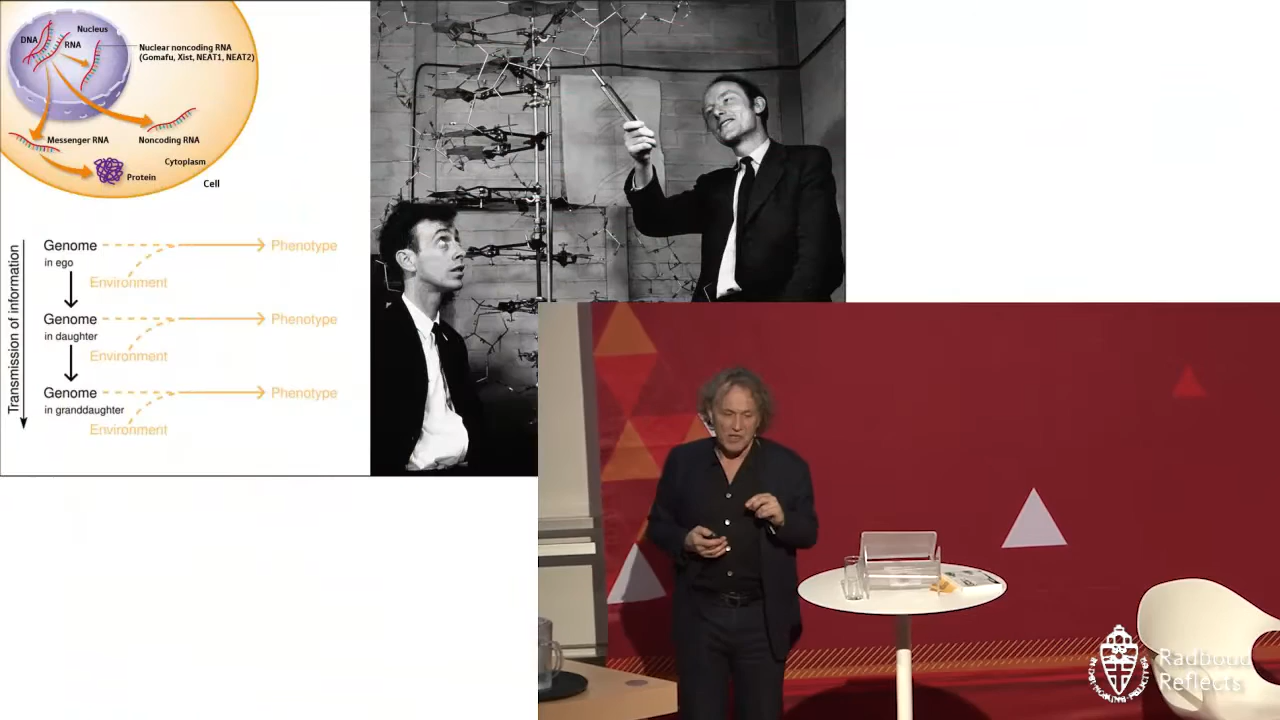 DNA
Nucleus
RNA
Nuclear noncoding RNA
(Gomafu, Xist, NEAT1, NEAT2)
Messenger RNA
Noncoding RNA
Cytoplasm
Protein
Cell
Transmission of information
Genome
Phenotype
in ego
Environment
Genome
Phenotype
in daughter
Environment
Genome
Phenotype
in granddaughter
Environment
Radboud
Reflects